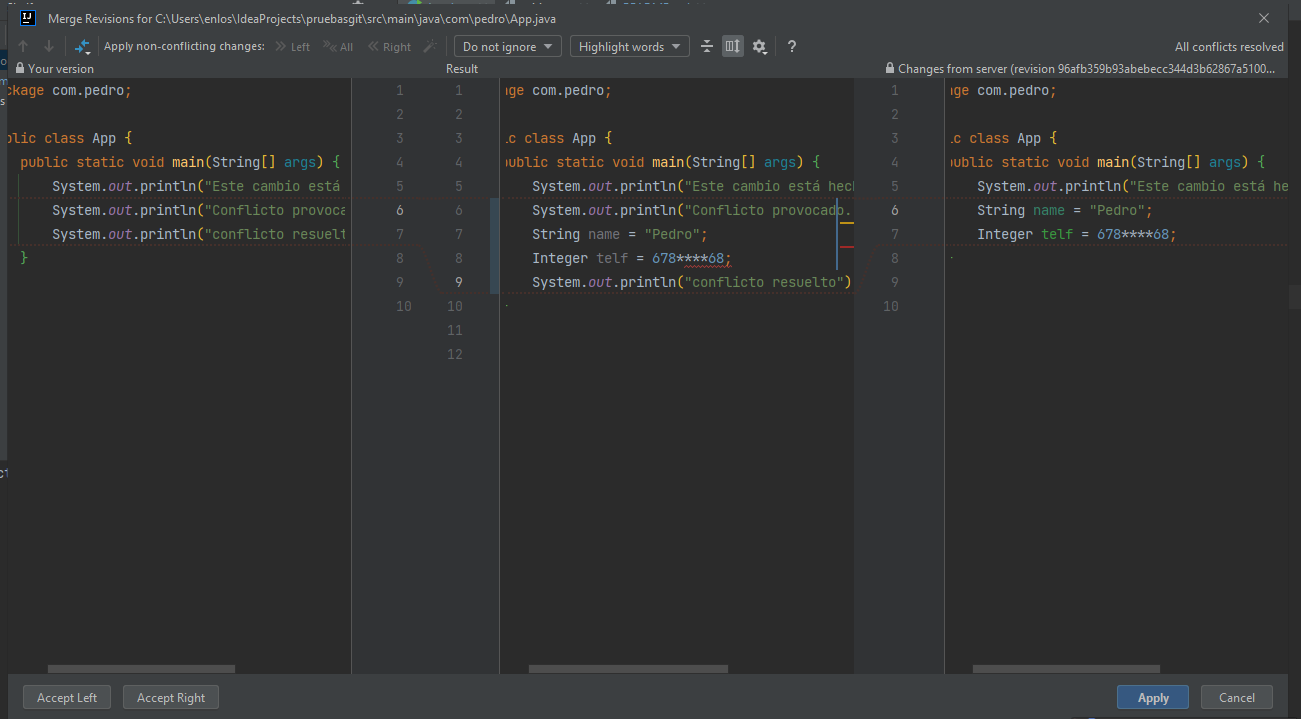 Merge Revisions for C:\Users\enlos\IdeaProjects\pruebasgit\src\main\java\com\pedro\App.java
Apply non-conflicting changes: Left All Right Do not ignore Highlight words ? All conflicts resolved
Your version Result Changes from server (revision 96afb359b93abebecc344d3b62867a5100...
ckage com.pedro;
blic class App {
public static void main(String[] args) {
System.out.println("Este cambio está
System.out.println("Conflicto provoca
System.out.println("conflicto resuelt
}
1 1
2 2
3 3
4 4
5 5
6 6
7 7
8 8
9 9
10 10
11
12
age com.pedro;
ic class App {
public static void main(String[] args) {
System.out.println("Este cambio está hech
System.out.println("Conflicto provocado.
String name = "Pedro";
Integer telf = 678****68;
System.out.println("conflicto resuelto")
1
2
3
4
5
6
7
8
9
10
age com.pedro;
ic class App {
public static void main(String[] args) {
System.out.println("Este cambio está he
String name = "Pedro";
Integer telf = 678****68;
Accept Left Accept Right Apply Cancel